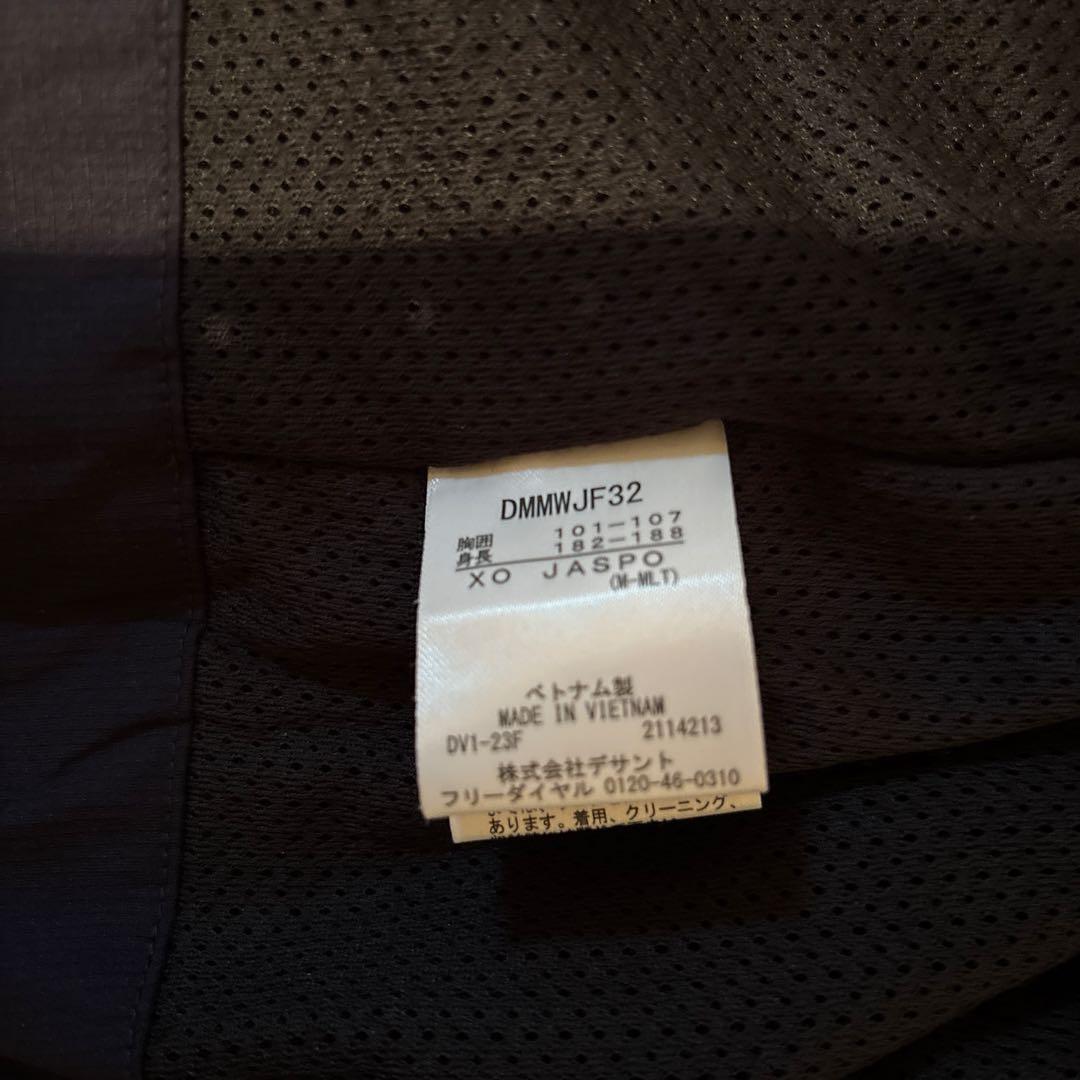 DMMWJF32
胸囲 101-107
身長 182-188
XO JASPO
(M-MLT)
ベトナム製
MADE IN VIETNAM
DV1-23F 2114213
株式会社デサント
フリーダイヤル 0120-46-0310
あります。着用、クリーニング、